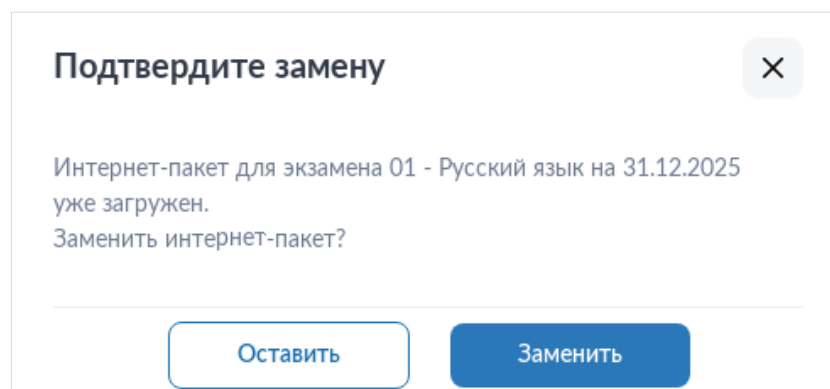 Подтвердите замену
Интернет-пакет для экзамена 01 - Русский язык на 31.12.2025
уже загружен.
Заменить интернет-пакет?
Оставить
Заменить